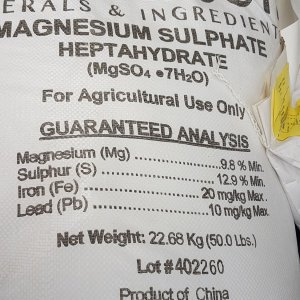 ERALS & INGREDIENTS
MAGNESIUM SULPHATE
HEPTAHYDRATE
(MgSO4 •7H2O)
For Agricultural Use Only
GUARANTEED ANALYSIS
Magnesium (Mg) ........................ 9.8 % Min.
Sulphur (S) ................................ 12.9 % Min.
Iron (Fe) .............................. 20 mg/kg Max.
Lead (Pb) ............................ 10 mg/kg Max.
Net Weight: 22.68 Kg (50.0 Lbs.)
Lot #402260
Product of China